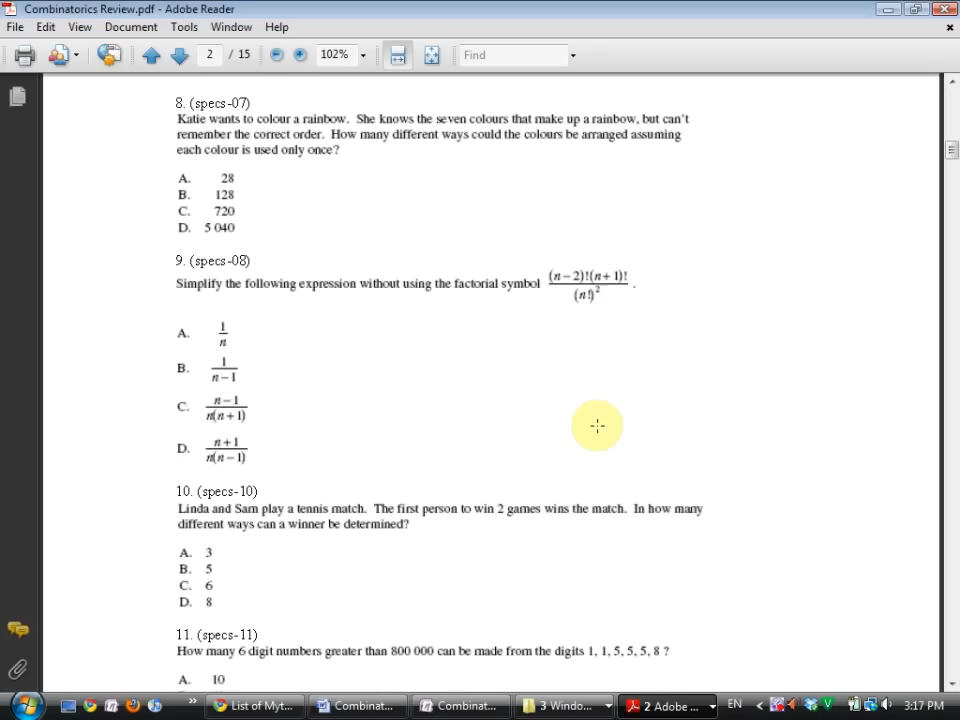 Combinatorics Review.pdf - Adobe Reader
File Edit View Document Tools Window Help
2 / 15 102% Find
8. (specs-07)
Katie wants to colour a rainbow. She knows the seven colours that make up a rainbow, but can't
remember the correct order. How many different ways could the colours be arranged assuming
each colour is used only once?
A. 28
B. 128
C. 720
D. 5 040
9. (specs-08)
Simplify the following expression without using the factorial symbol (n−2)!(n+1)! / (n!)² .
A. 1/n
B. 1/(n−1)
C. (n−1)/(n(n+1))
D. (n+1)/(n(n−1))
10. (specs-10)
Linda and Sam play a tennis match. The first person to win 2 games wins the match. In how many
different ways can a winner be determined?
A. 3
B. 5
C. 6
D. 8
11. (specs-11)
How many 6 digit numbers greater than 800 000 can be made from the digits 1, 1, 5, 5, 5, 8 ?
A. 10
List of Myt... Combinat... Combinat... 3 Windo... 2 Adobe ... EN 3:17 PM